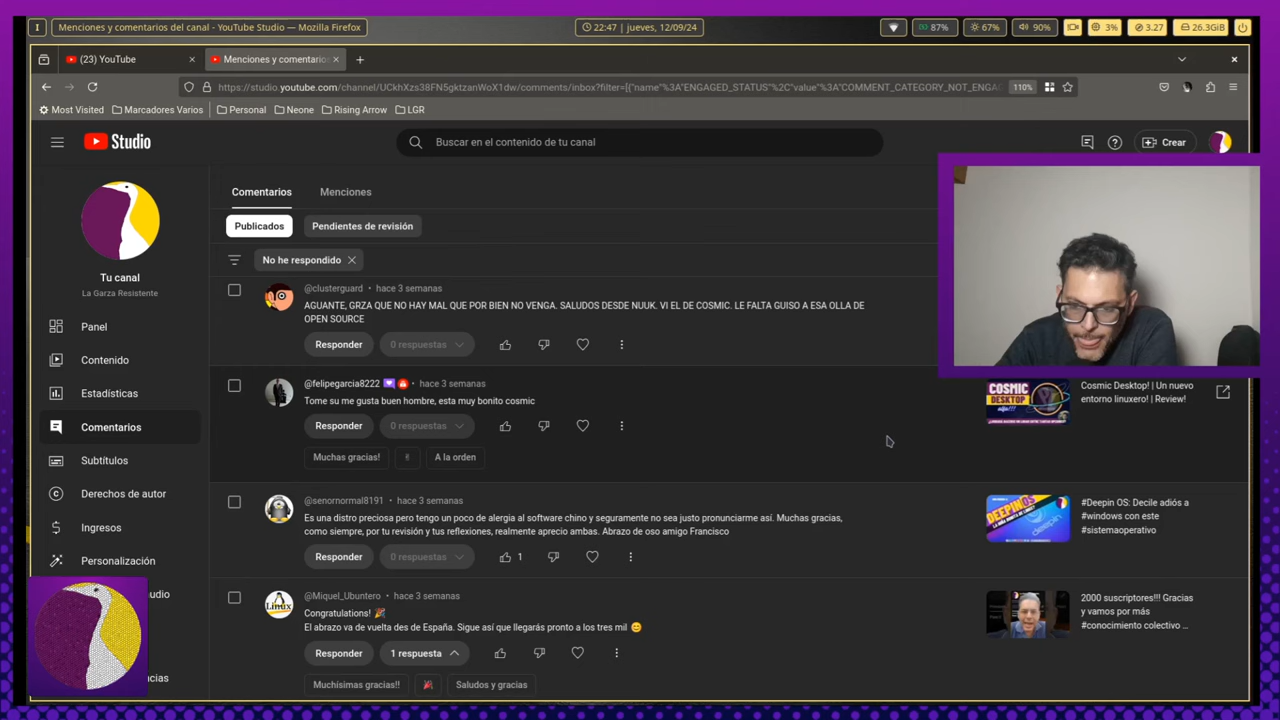 I
Menciones y comentarios del canal - YouTube Studio — Mozilla Firefox
22:47 | jueves, 12/09/24
87%
67%
90%
3%
3.27
26.3GiB
(23) YouTube
Menciones y comentario
https://studio.youtube.com/channel/UCkhXzs38FN5gktzanWoX1dw/comments/inbox?filter=[{"name"%3A"ENGAGED_STATUS"%2C"value"%3A"COMMENT_CATEGORY_NOT_ENGA
110%
Most Visited
Marcadores Varios
Personal
Neone
Rising Arrow
LGR
Studio
Buscar en el contenido de tu canal
Crear
Tu canal
La Garza Resistente
Panel
Contenido
Estadísticas
Comentarios
Subtítulos
Derechos de autor
Ingresos
Personalización
udio
cias
Comentarios
Menciones
Publicados
Pendientes de revisión
No he respondido
@clusterguard • hace 3 semanas
AGUANTE, GRZA QUE NO HAY MAL QUE POR BIEN NO VENGA. SALUDOS DESDE NUUK. VI EL DE COSMIC. LE FALTA GUISO A ESA OLLA DE
OPEN SOURCE
Responder
0 respuestas
@felipegarcia8222 • hace 3 semanas
Tome su me gusta buen hombre, esta muy bonito cosmic
Responder
0 respuestas
Muchas gracias!
A la orden
COSMIC
DESKTOP
alfa!!!
Cosmic Desktop! | Un nuevo
entorno linuxero! | Review!
@senornormal8191 • hace 3 semanas
Es una distro preciosa pero tengo un poco de alergia al software chino y seguramente no sea justo pronunciarme así. Muchas gracias,
como siempre, por tu revisión y tus reflexiones, realmente aprecio ambas. Abrazo de oso amigo Francisco
Responder
0 respuestas
1
DEEPINOS
#Deepin OS: Decile adiós a
#windows con este
#sistemaoperativo
@Miquel_Ubuntero • hace 3 semanas
Linux
Congratulations! 🎉
El abrazo va de vuelta des de España. Sigue así que llegarás pronto a los tres mil 😊
Responder
1 respuesta
Muchísimas gracias!!
🎉
Saludos y gracias
2000 suscriptores!!! Gracias
y vamos por más
#conocimiento colectivo ...